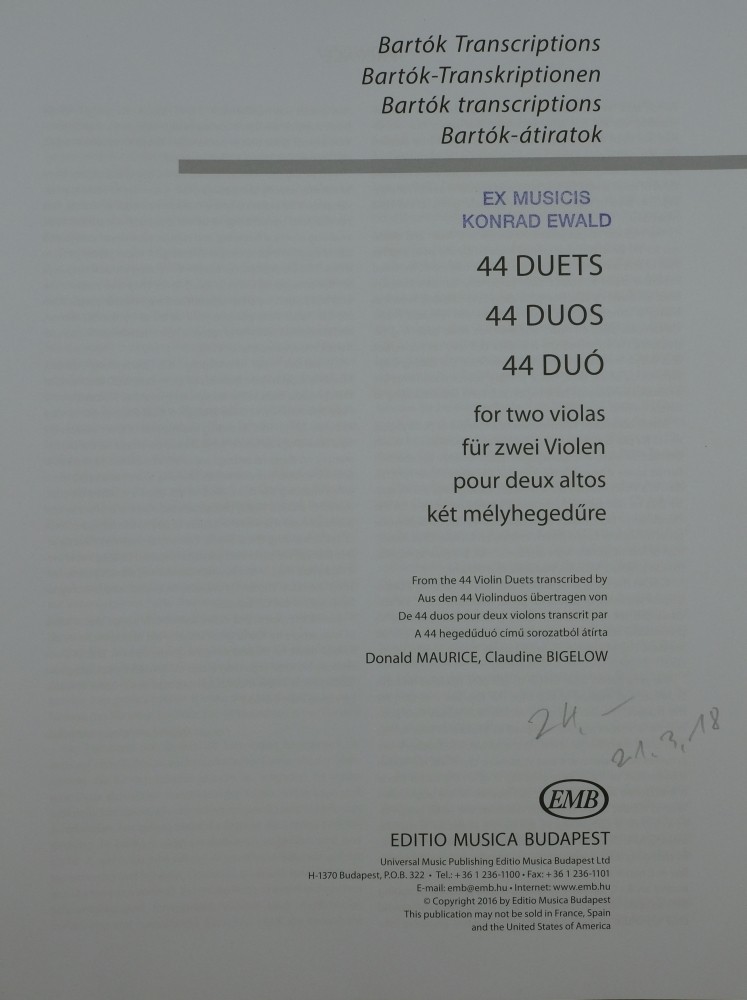 Bartók Transcriptions
Bartók-Transkriptionen
Bartók transcriptions
Bartók-átiratok
EX MUSICIS
KONRAD EWALD
44 DUETS
44 DUOS
44 DUÓ
for two violas
für zwei Violen
pour deux altos
két mélyhegedűre
From the 44 Violin Duets transcribed by
Aus den 44 Violinduos übertragen von
De 44 duos pour deux violons transcrit par
A 44 hegedűduó című sorozatból átírta
Donald MAURICE, Claudine BIGELOW
24.–
21.3.18
EMB
EDITIO MUSICA BUDAPEST
Universal Music Publishing Editio Musica Budapest Ltd
H-1370 Budapest, P.O.B. 322 • Tel.: +36 1 236-1100 • Fax: +36 1 236-1101
E-mail: emb@emb.hu • Internet: www.emb.hu
© Copyright 2016 by Editio Musica Budapest
This publication may not be sold in France, Spain
and the United States of America